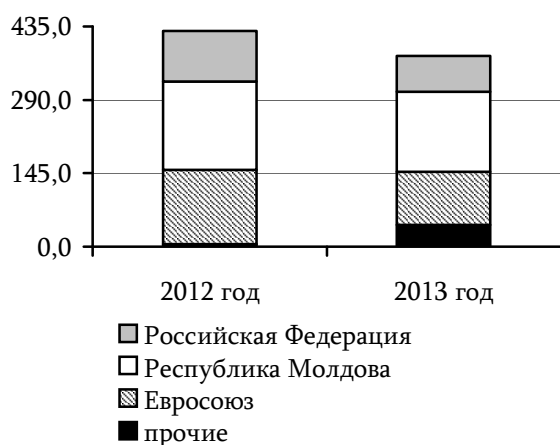 435,0
290,0
145,0
0,0
2012 год 2013 год
Российская Федерация
Республика Молдова
Евросоюз
прочие